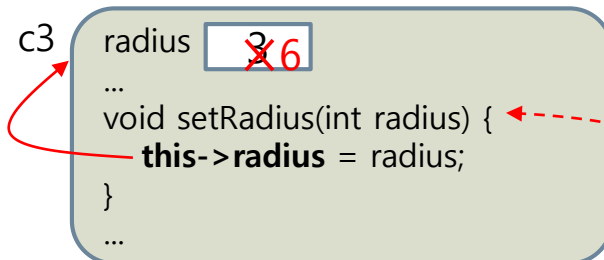 c3
radius 3 6
...
void setRadius(int radius) {
this->radius = radius;
}
...